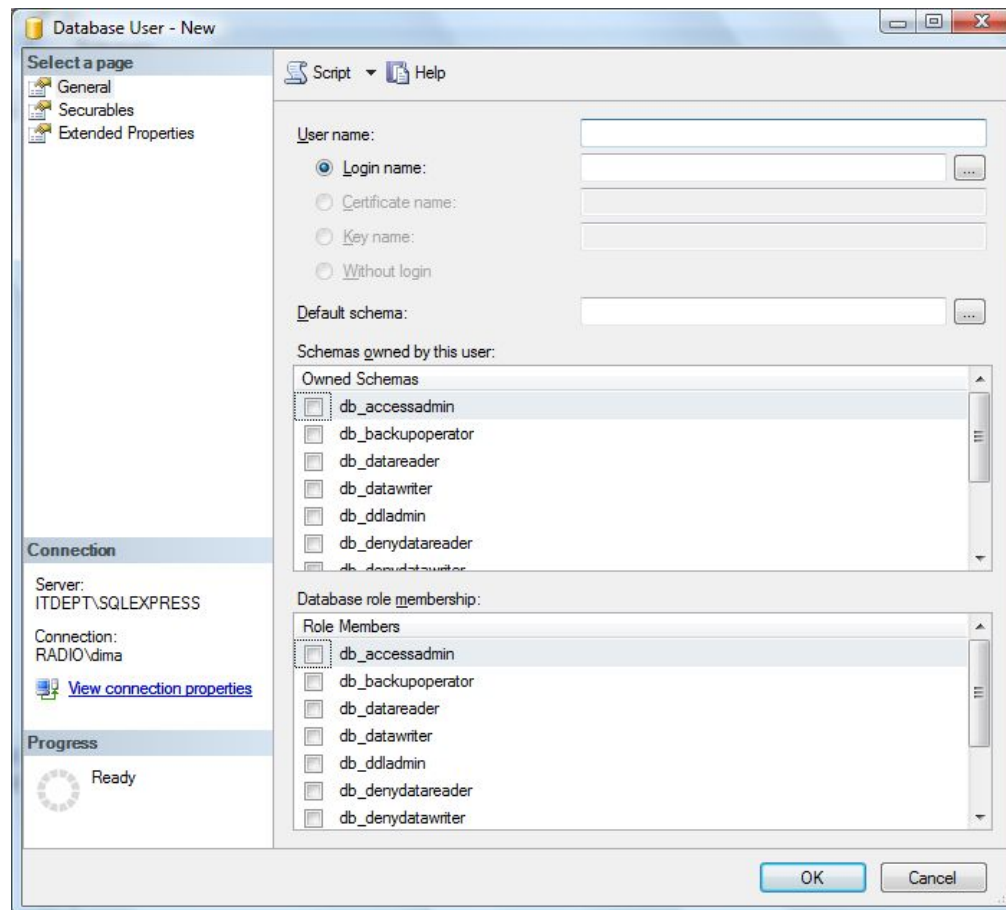 Database User - New
Select a page
General
Securables
Extended Properties
Script Help
User name:
Login name:
...
Certificate name:
Key name:
Without login
Default schema:
...
Schemas owned by this user:
Owned Schemas
db_accessadmin
db_backupoperator
db_datareader
db_datawriter
db_ddladmin
db_denydatareader
db_denydatawriter
Database role membership:
Role Members
db_accessadmin
db_backupoperator
db_datareader
db_datawriter
db_ddladmin
db_denydatareader
db_denydatawriter
Connection
Server:
ITDEPT\SQLEXPRESS
Connection:
RADIO\dima
View connection properties
Progress
Ready
OK
Cancel